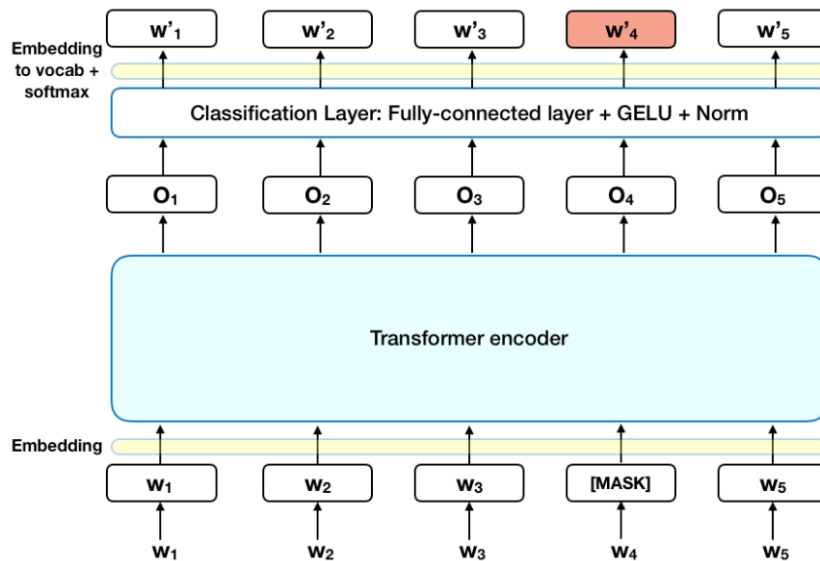 w'₁ w'₂ w'₃ w'₄ w'₅
Embedding
to vocab +
softmax
Classification Layer: Fully-connected layer + GELU + Norm
O₁ O₂ O₃ O₄ O₅
Transformer encoder
Embedding
w₁ w₂ w₃ [MASK] w₅
w₁ w₂ w₃ w₄ w₅